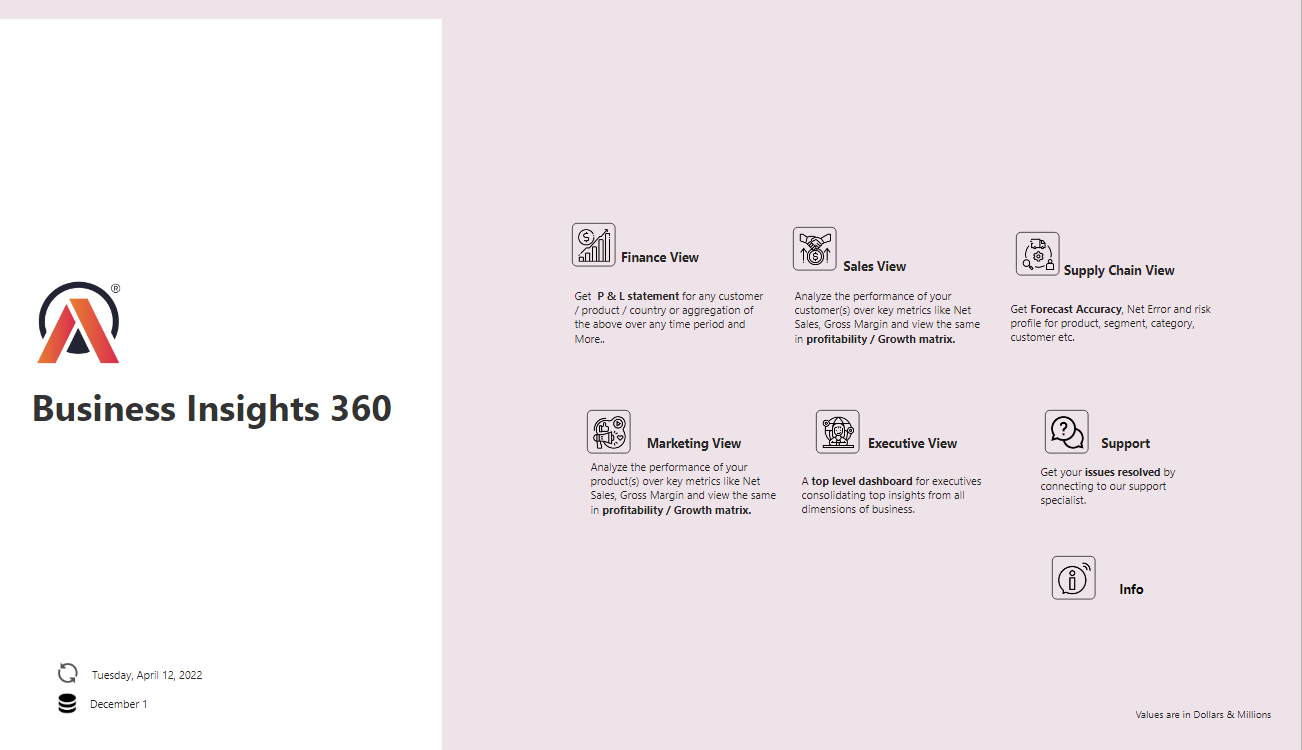 ®
Business Insights 360
Tuesday, April 12, 2022
December 1
Finance View
Get P & L statement for any customer
/ product / country or aggregation of
the above over any time period and
More..
Sales View
Analyze the performance of your
customer(s) over key metrics like Net
Sales, Gross Margin and view the same
in profitability / Growth matrix.
Supply Chain View
Get Forecast Accuracy, Net Error and risk
profile for product, segment, category,
customer etc.
Marketing View
Analyze the performance of your
product(s) over key metrics like Net
Sales, Gross Margin and view the same
in profitability / Growth matrix.
Executive View
A top level dashboard for executives
consolidating top insights from all
dimensions of business.
Support
Get your issues resolved by
connecting to our support
specialist.
Info
Values are in Dollars & Millions